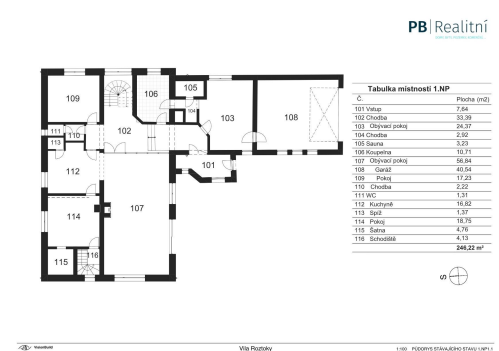 PB | Realitní
109
106
105
104
103
108
102
111
110
113
112
101
107
114
115
116
Tabulka místností 1.NP
Č. Plocha (m2)
101 Vstup 7,64
102 Chodba 33,39
103 Obývací pokoj 24,37
104 Chodba 2,92
105 Sauna 3,23
106 Koupelna 10,71
107 Obývací pokoj 56,84
108 Garáž 40,54
109 Pokoj 17,23
110 Chodba 2,22
111 WC 1,31
112 Kuchyně 16,82
113 Spíž 1,37
114 Pokoj 18,75
115 Šatna 4,76
116 Schodiště 4,13
246,22 m²
S
Vila Roztoky
1:100 PŮDORYS STÁVAJÍCÍHO STAVU 1.NP1.1